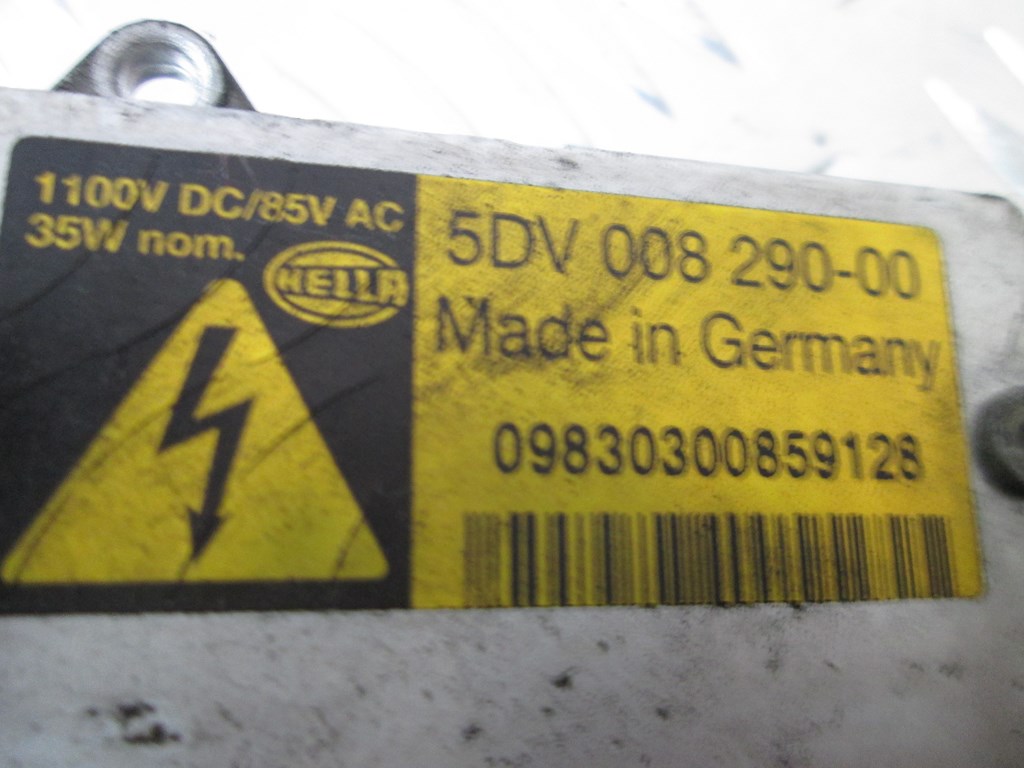 1100V DC/85V AC
35W nom.
HELLA
5DV 008 290-00
Made in Germany
09830300859128